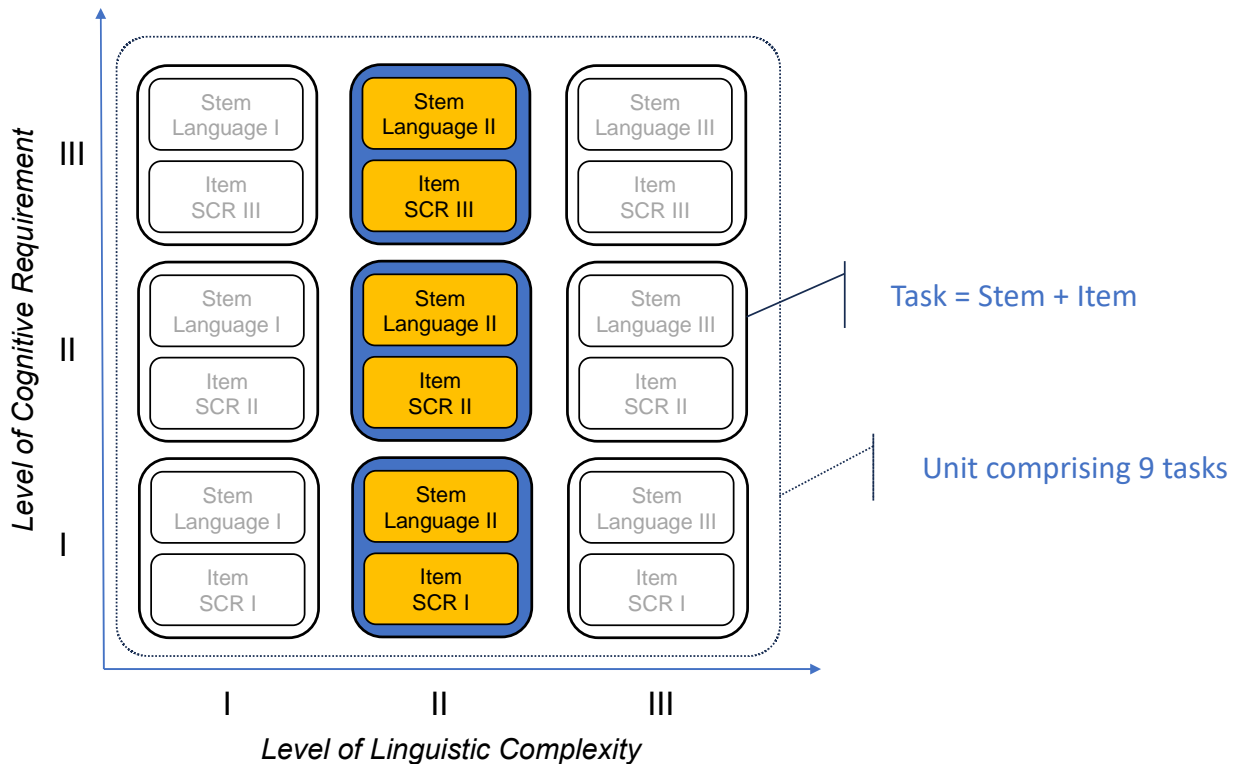 Level of Cognitive Requirement
III
Stem
Language I
Item
SCR III
Stem
Language II
Item
SCR III
Stem
Language III
Item
SCR III
II
Stem
Language I
Item
SCR II
Stem
Language II
Item
SCR II
Stem
Language III
Item
SCR II
Task = Stem + Item
I
Stem
Language I
Item
SCR I
Stem
Language II
Item
SCR I
Stem
Language III
Item
SCR I
Unit comprising 9 tasks
I
II
III
Level of Linguistic Complexity